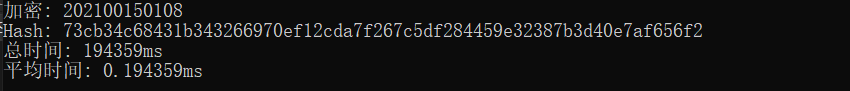 加密: 202100150108
Hash: 73cb34c68431b343266970ef12cda7f267c5df284459e32387b3d40e7af656f2
总时间: 194359ms
平均时间: 0.194359ms